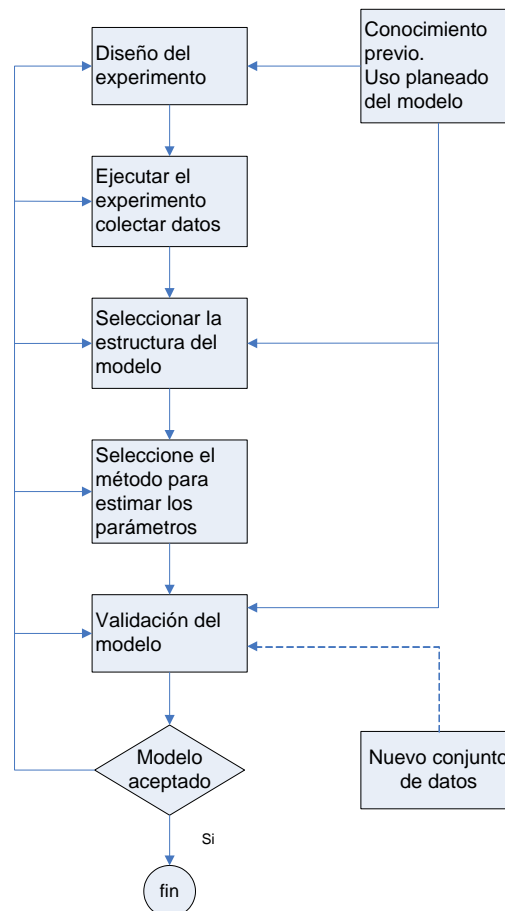 Diseño del
experimento
Conocimiento
previo.
Uso planeado
del modelo
Ejecutar el
experimento
colectar datos
Seleccionar la
estructura del
modelo
Seleccione el
método para
estimar los
parámetros
Validación del
modelo
Modelo
aceptado
Nuevo conjunto
de datos
Si
fin